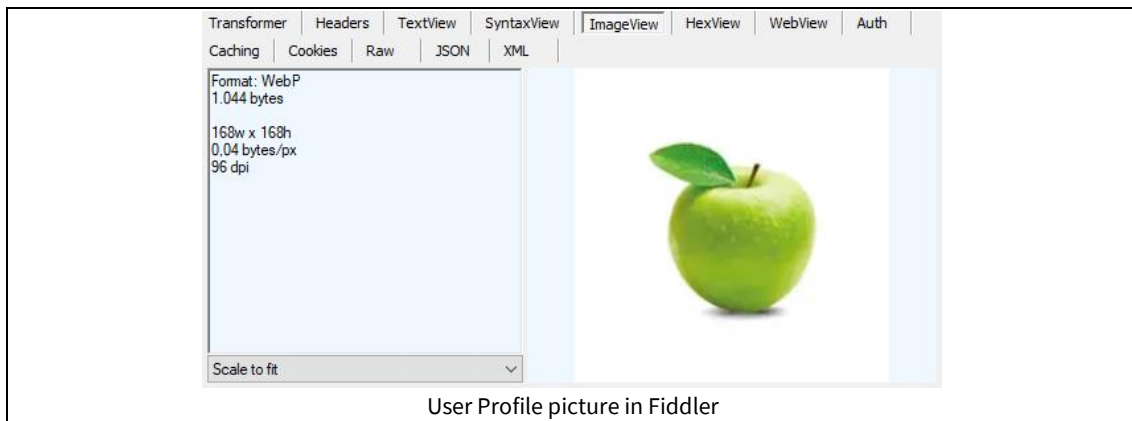 Transformer Headers TextView SyntaxView ImageView HexView WebView Auth
Caching Cookies Raw JSON XML
Format: WebP
1.044 bytes
168w x 168h
0,04 bytes/px
96 dpi
Scale to fit
User Profile picture in Fiddler